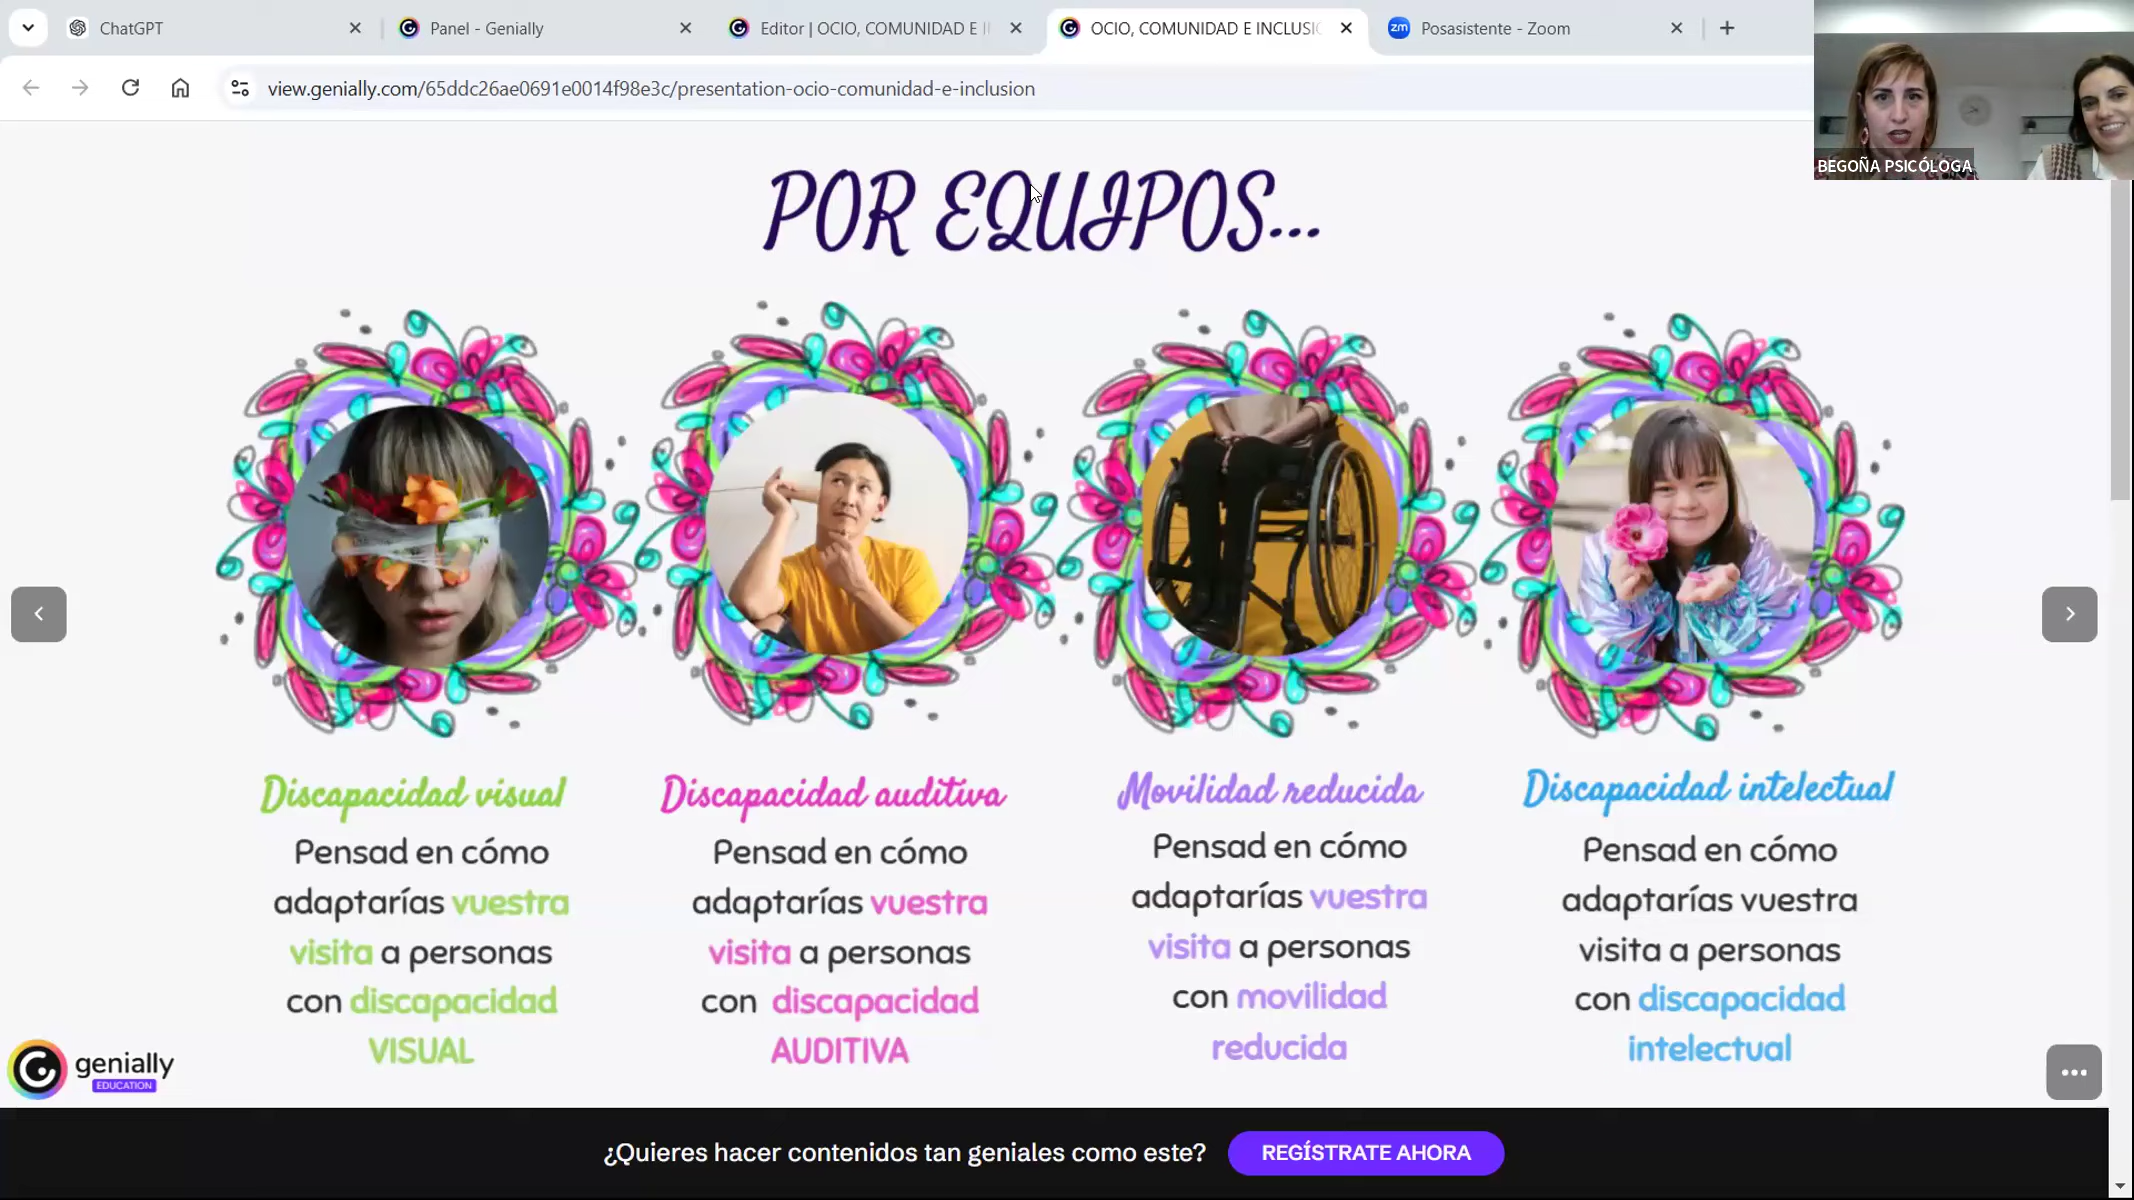 ChatGPT
Panel - Genially
Editor | OCIO, COMUNIDAD E I
OCIO, COMUNIDAD E INCLUSIO
Posasistente - Zoom
view.genially.com/65ddc26ae0691e0014f98e3c/presentation-ocio-comunidad-e-inclusion
BEGOÑA PSICÓLOGA
POR EQUIPOS...
Discapacidad visual
Pensad en cómo
adaptarías vuestra
visita a personas
con discapacidad
VISUAL
Discapacidad auditiva
Pensad en cómo
adaptarías vuestra
visita a personas
con discapacidad
AUDITIVA
Movilidad reducida
Pensad en cómo
adaptarías vuestra
visita a personas
con movilidad
reducida
Discapacidad intelectual
Pensad en cómo
adaptarías vuestra
visita a personas
con discapacidad
intelectual
genially
EDUCATION
¿Quieres hacer contenidos tan geniales como este?
REGÍSTRATE AHORA